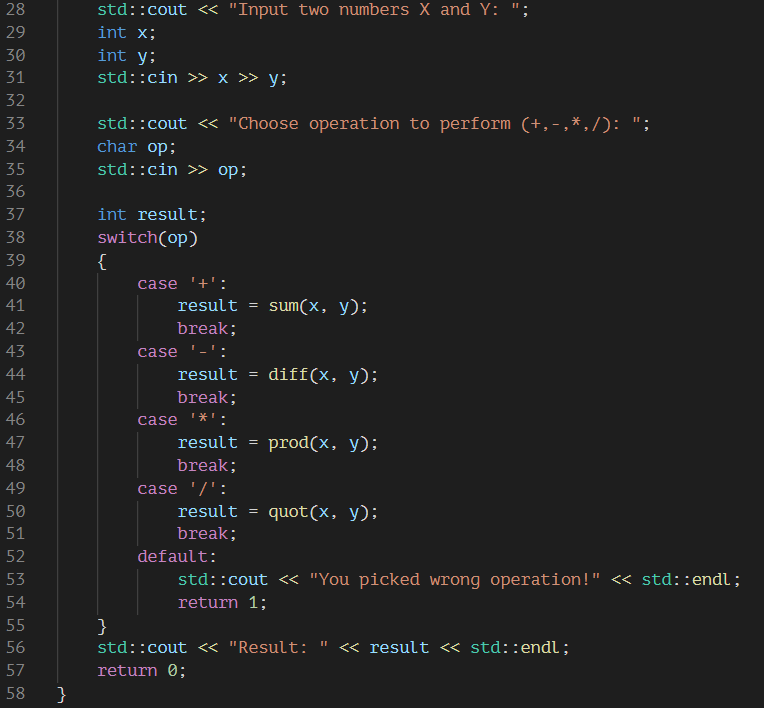 28 std::cout << "Input two numbers X and Y: ";
29 int x;
30 int y;
31 std::cin >> x >> y;
32
33 std::cout << "Choose operation to perform (+,-,*,/): ";
34 char op;
35 std::cin >> op;
36
37 int result;
38 switch(op)
39 {
40 case '+':
41 result = sum(x, y);
42 break;
43 case '-':
44 result = diff(x, y);
45 break;
46 case '*':
47 result = prod(x, y);
48 break;
49 case '/':
50 result = quot(x, y);
51 break;
52 default:
53 std::cout << "You picked wrong operation!" << std::endl;
54 return 1;
55 }
56 std::cout << "Result: " << result << std::endl;
57 return 0;
58 }